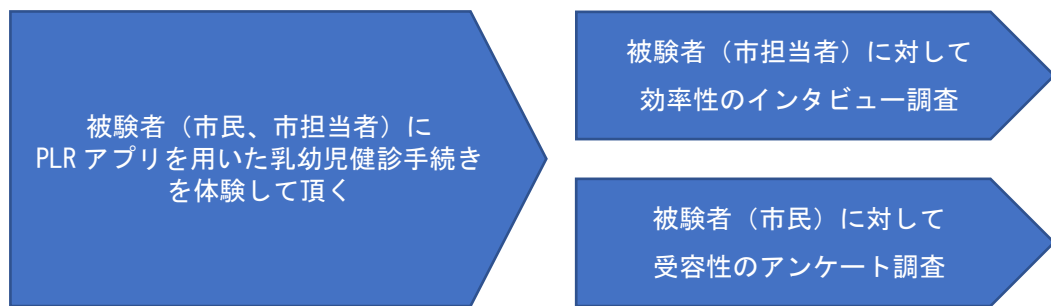 被験者（市民、市担当者）に
PLRアプリを用いた乳幼児健診手続き
を体験して頂く
被験者（市担当者）に対して
効率性のインタビュー調査
被験者（市民）に対して
受容性のアンケート調査